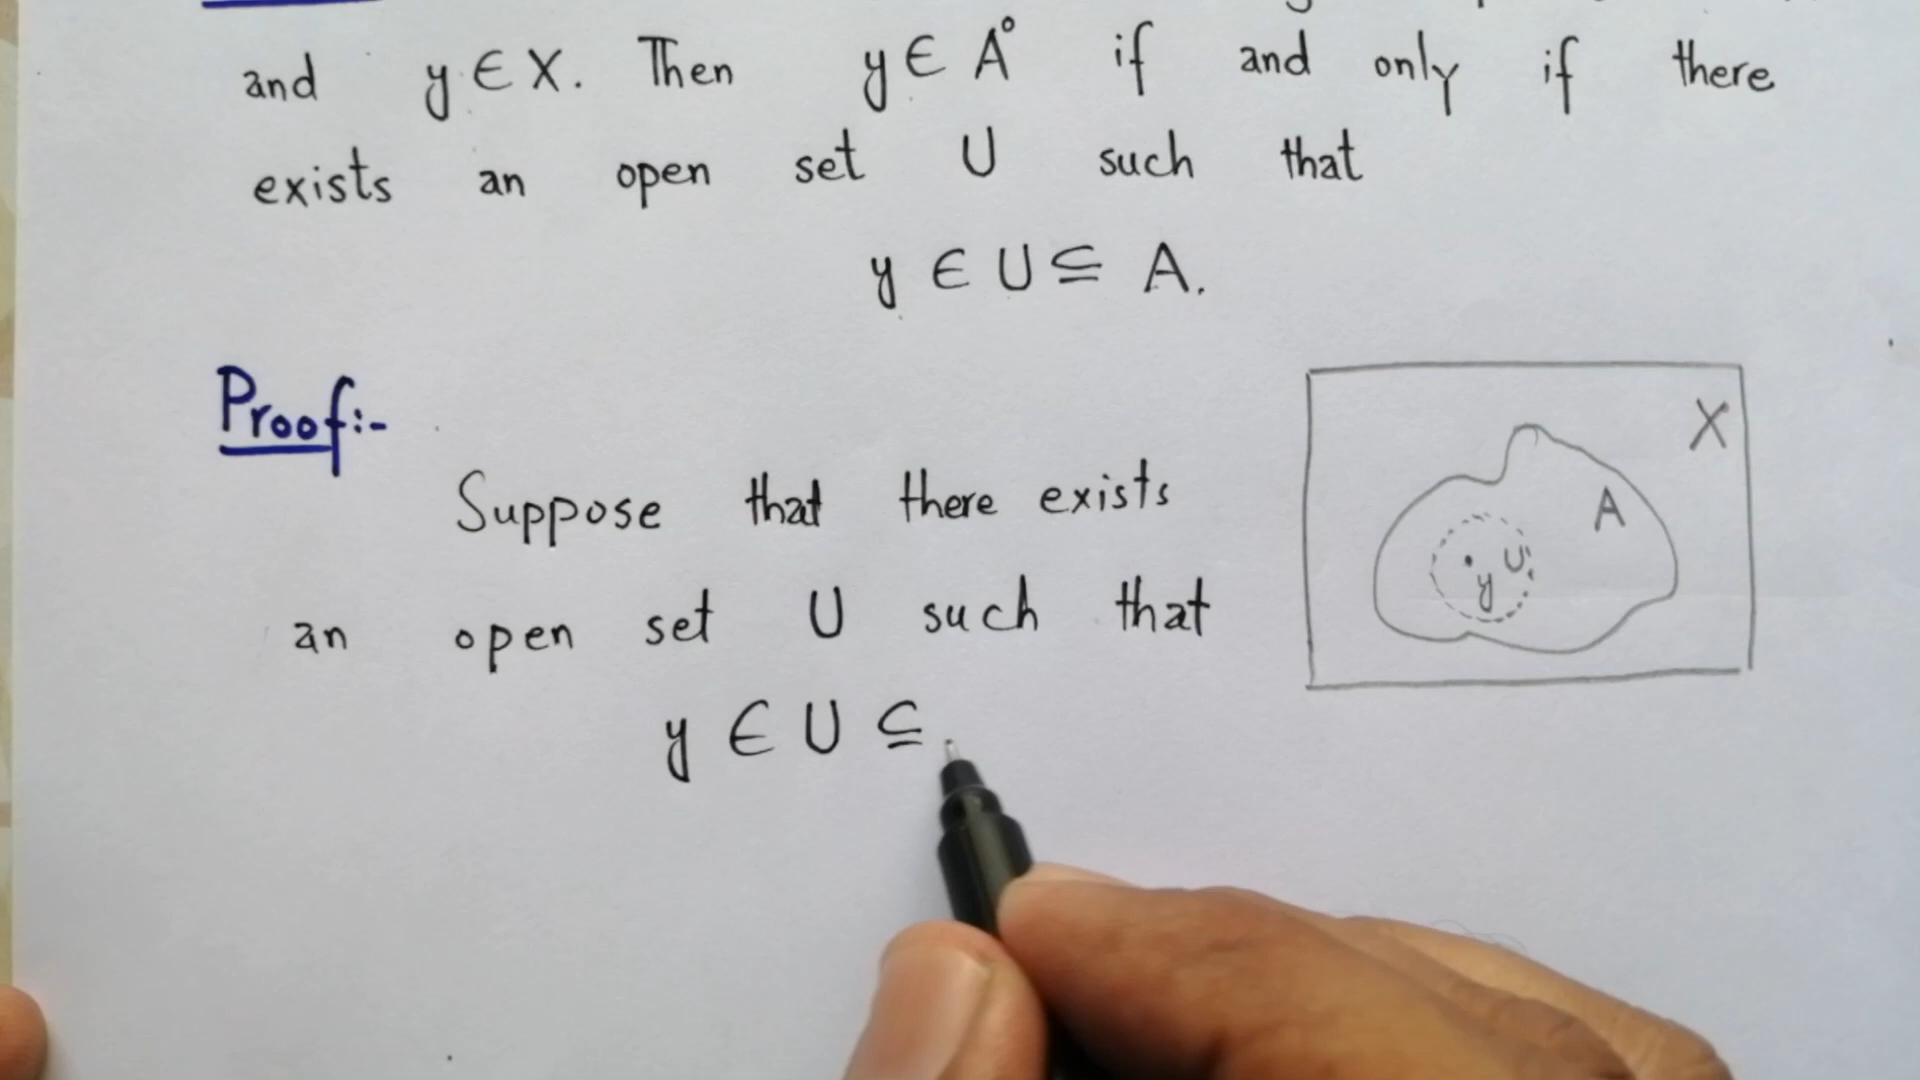 and y ∈ X. Then y ∈ A° if and only if there
exists an open set U such that
y ∈ U ⊆ A.
Proof:-
Suppose that there exists
an open set U such that
y ∈ U ⊆
X
A
U
y